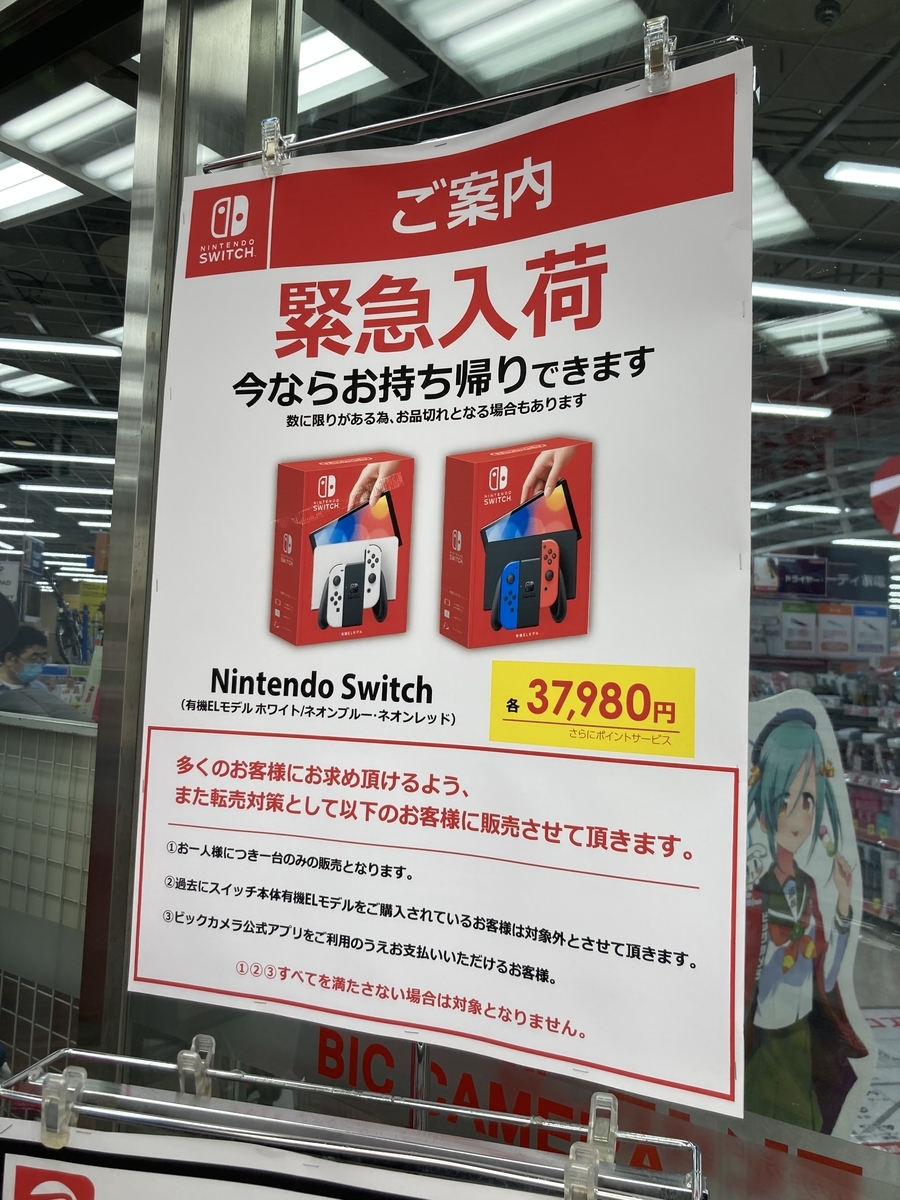 NINTENDO
SWITCH
ご案内
緊急入荷
今ならお持ち帰りできます
数に限りがある為、お品切れとなる場合もあります
NINTENDO
SWITCH
NINTENDO
SWITCH
Nintendo Switch
(有機ELモデル ホワイト/ネオンブルー・ネオンレッド)
各 37,980円
さらにポイントサービス
多くのお客様にお求め頂けるよう、
また転売対策として以下のお客様に販売させて頂きます。
①お一人様につき一台のみの販売となります。
②過去にスイッチ本体有機ELモデルをご購入されているお客様は対象外とさせて頂きます。
③ビックカメラ公式アプリをご利用のうえお支払いいただけるお客様。
①②③すべてを満たさない場合は対象となりません。
BIC CAMERA
ドライヤー・